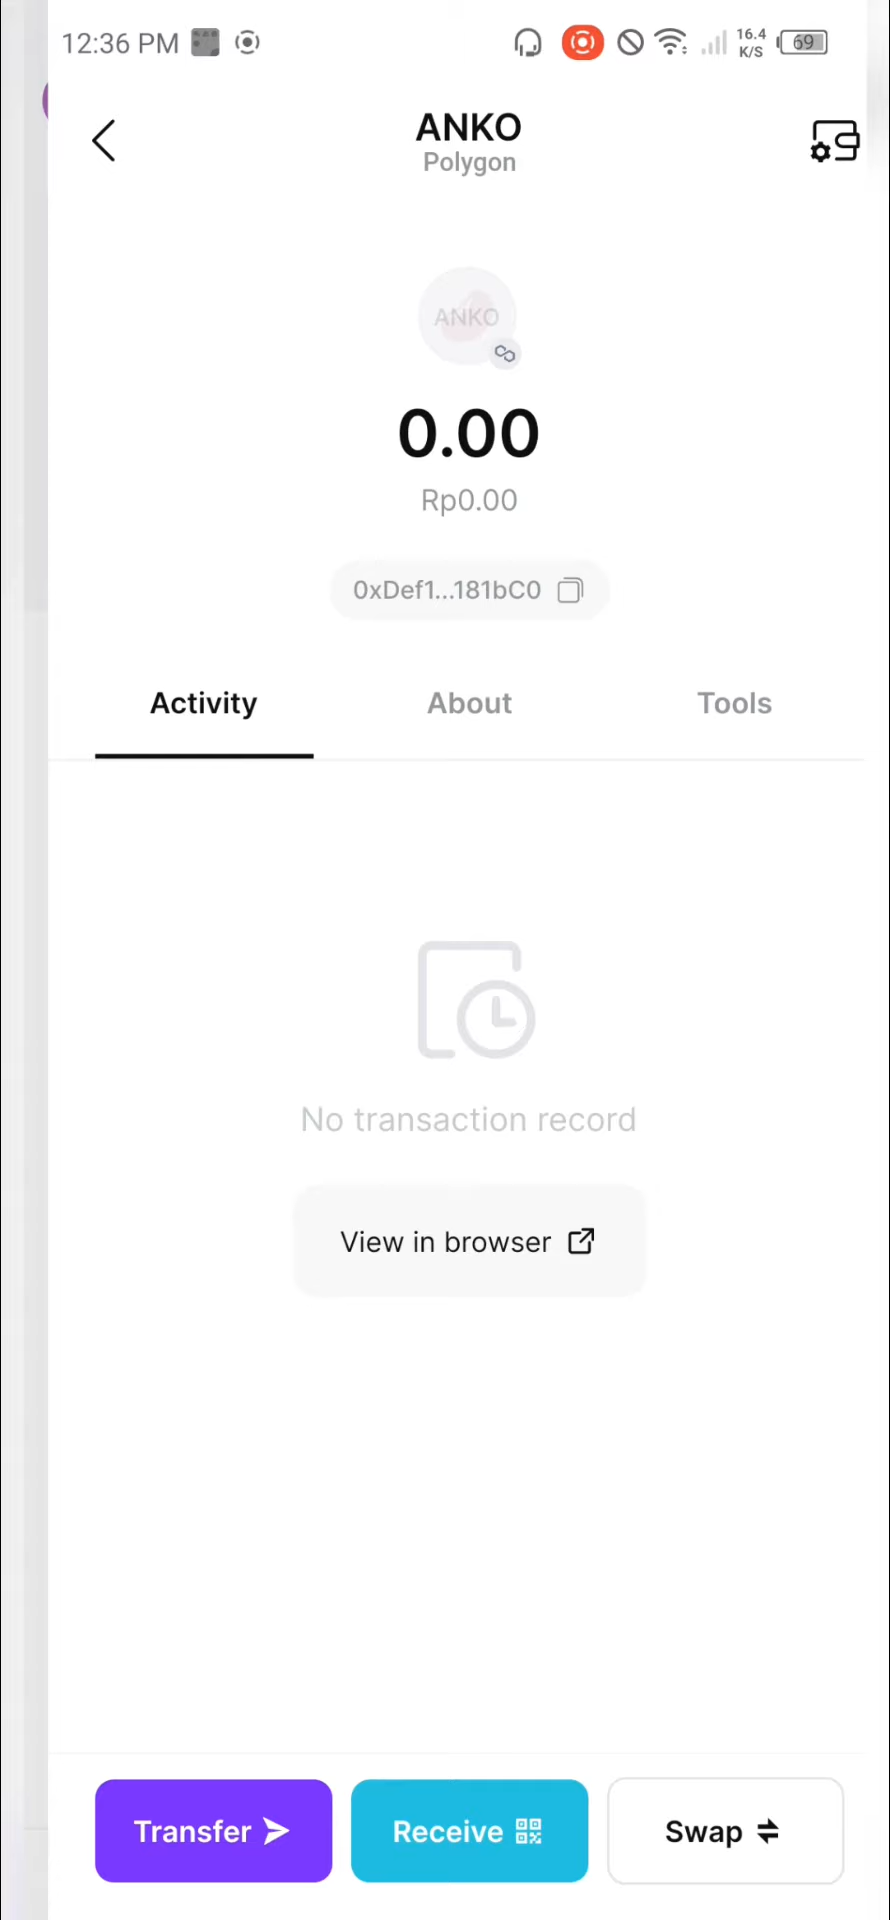 12:36 PM
16.4
K/S
69
ANKO
Polygon
ANKO
0.00
Rp0.00
0xDef1...181bC0
Activity
About
Tools
No transaction record
View in browser
Transfer
Receive
Swap